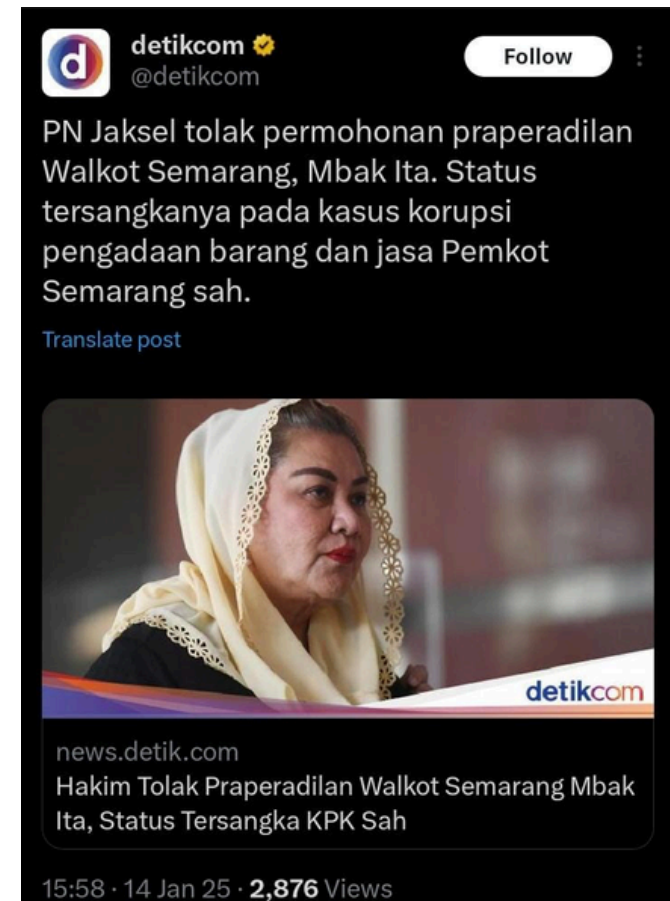 detikcom
@detikcom
Follow
PN Jaksel tolak permohonan praperadilan
Walkot Semarang, Mbak Ita. Status
tersangkanya pada kasus korupsi
pengadaan barang dan jasa Pemkot
Semarang sah.
Translate post
detikcom
news.detik.com
Hakim Tolak Praperadilan Walkot Semarang Mbak
Ita, Status Tersangka KPK Sah
15:58 · 14 Jan 25 · 2,876 Views